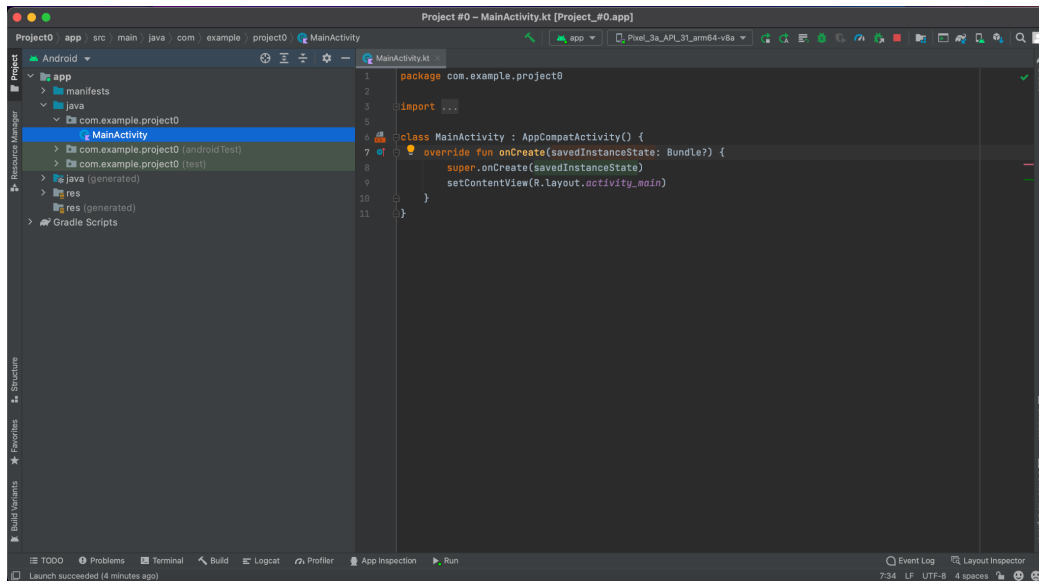 Project #0 – MainActivity.kt [Project_#0.app]
Project0 app src main java com example project0 MainActivity
app Pixel_3a_API_31_arm64-v8a
Project
Resource Manager
Structure
Favorites
Build Variants
Android
app
manifests
java
com.example.project0
MainActivity
com.example.project0 (androidTest)
com.example.project0 (test)
java (generated)
res
res (generated)
Gradle Scripts
MainActivity.kt
1 package com.example.project0
2
3 import ...
5
6 class MainActivity : AppCompatActivity() {
7 override fun onCreate(savedInstanceState: Bundle?) {
8 super.onCreate(savedInstanceState)
9 setContentView(R.layout.activity_main)
10 }
11 }
TODO Problems Terminal Build Logcat Profiler App Inspection Run Event Log Layout Inspector
Launch succeeded (4 minutes ago) 7:34 LF UTF-8 4 spaces